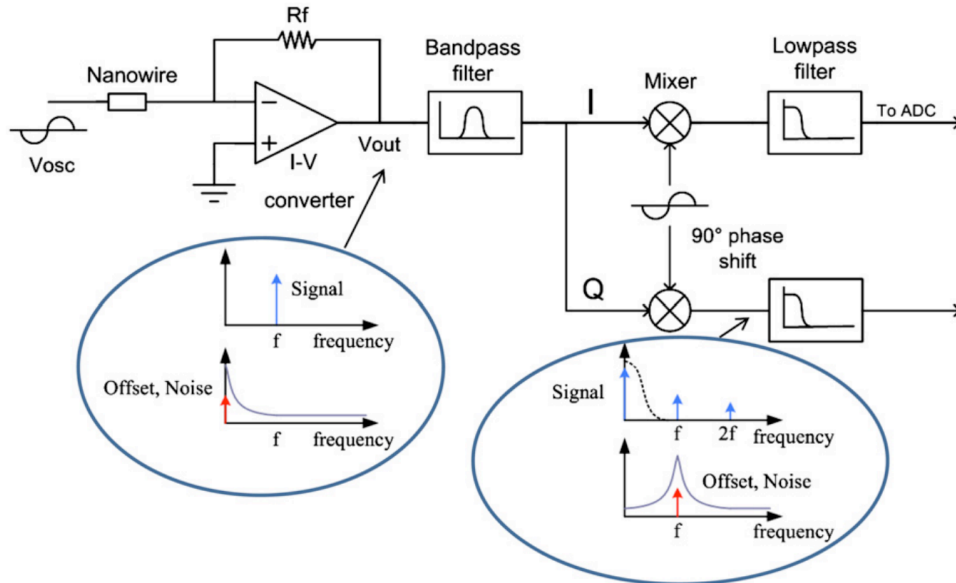 Rf
Nanowire
Vosc
−
+
I-V
converter
Vout
Bandpass
filter
I
Q
Mixer
90° phase
shift
Lowpass
filter
To ADC
Signal
f
frequency
Offset, Noise
f
frequency
Signal
f
2f
frequency
Offset, Noise
f
frequency